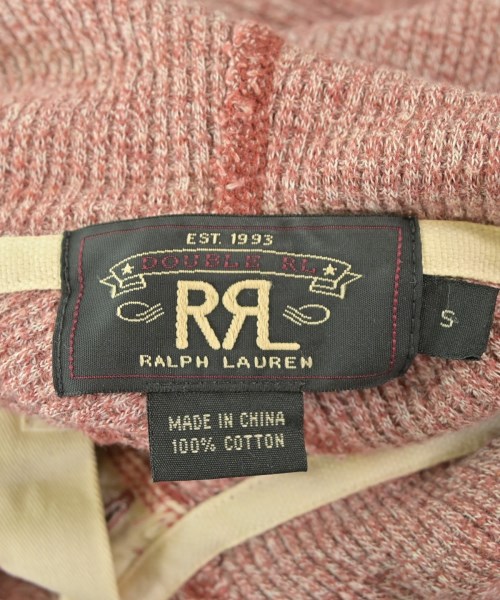 EST. 1993
DOUBLE RL
RRL
RALPH LAUREN
S
MADE IN CHINA
100% COTTON